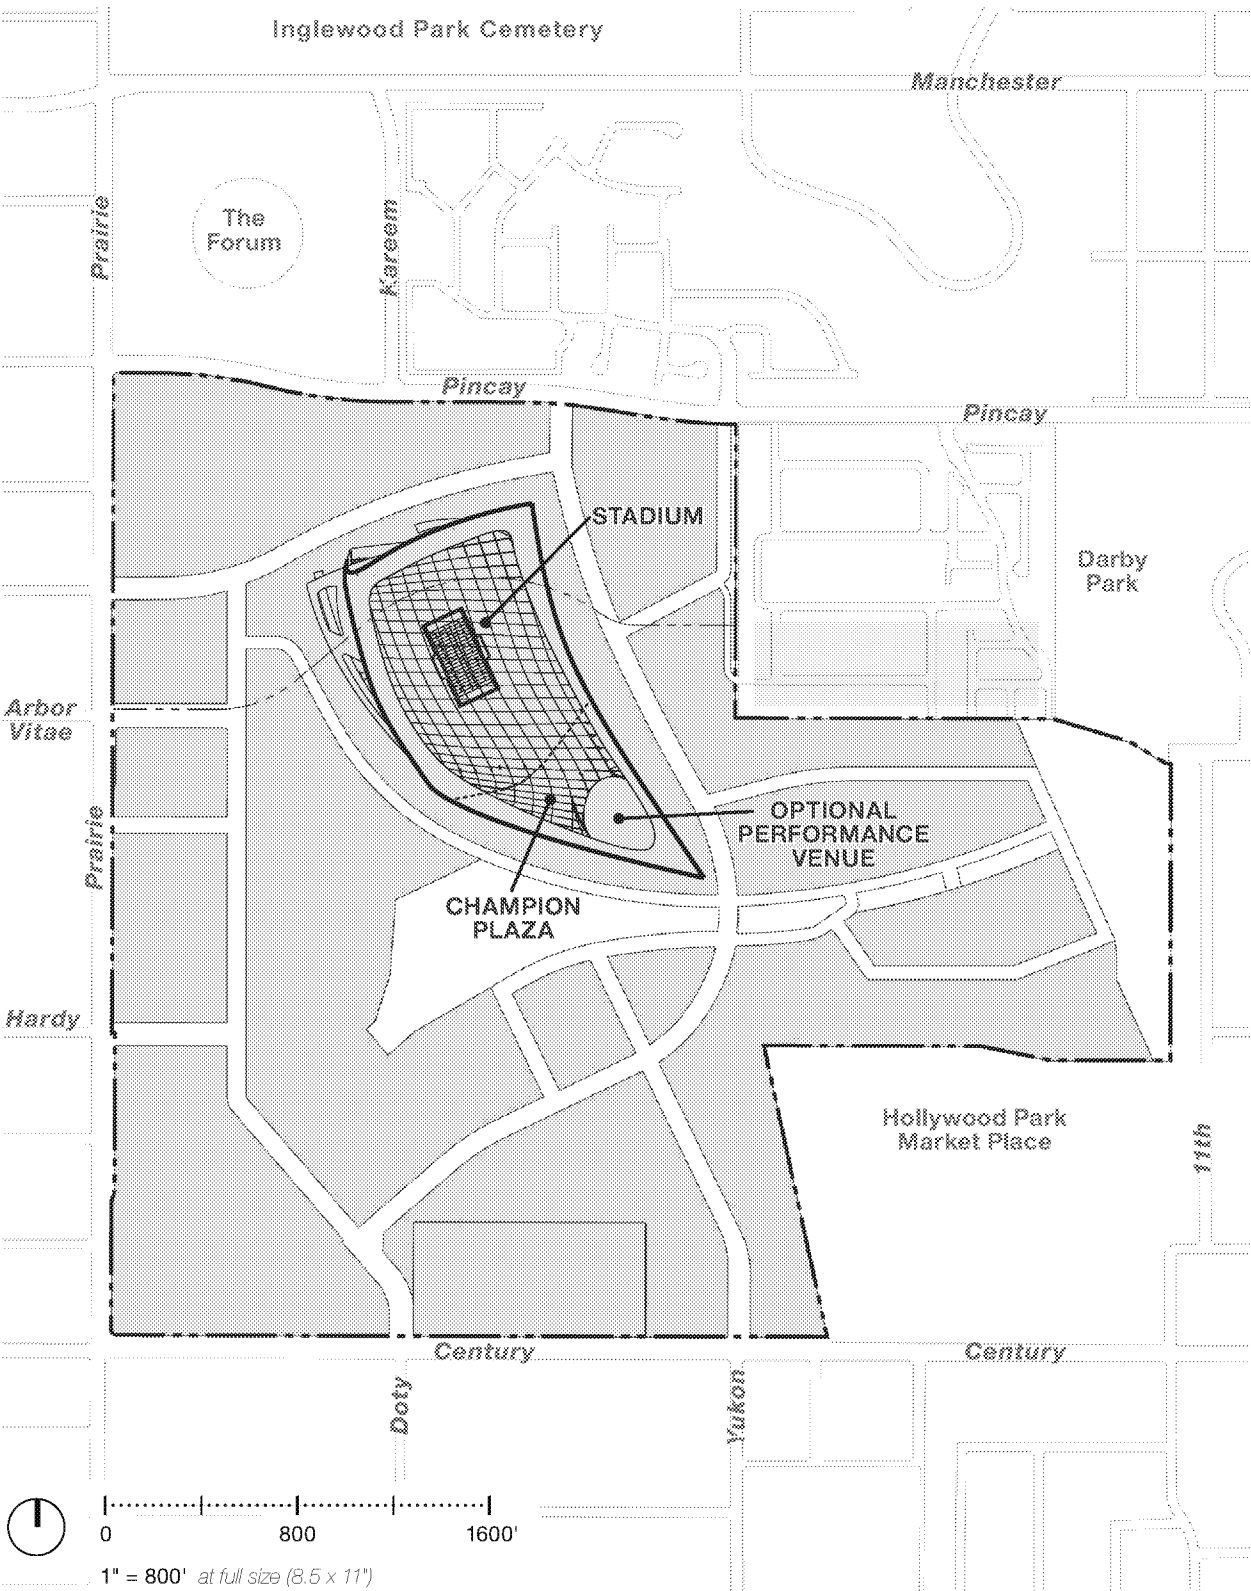 Inglewood Park Cemetery
Manchester
Prairie
The
Forum
Kareem
Pincay
Pincay
STADIUM
Darby
Park
Arbor
Vitae
Prairie
OPTIONAL
PERFORMANCE
VENUE
CHAMPION
PLAZA
Hardy
Hollywood Park
Market Place
11th
Century
Century
Doty
Yukon
0
800
1600'
1" = 800' at full size (8.5 x 11")